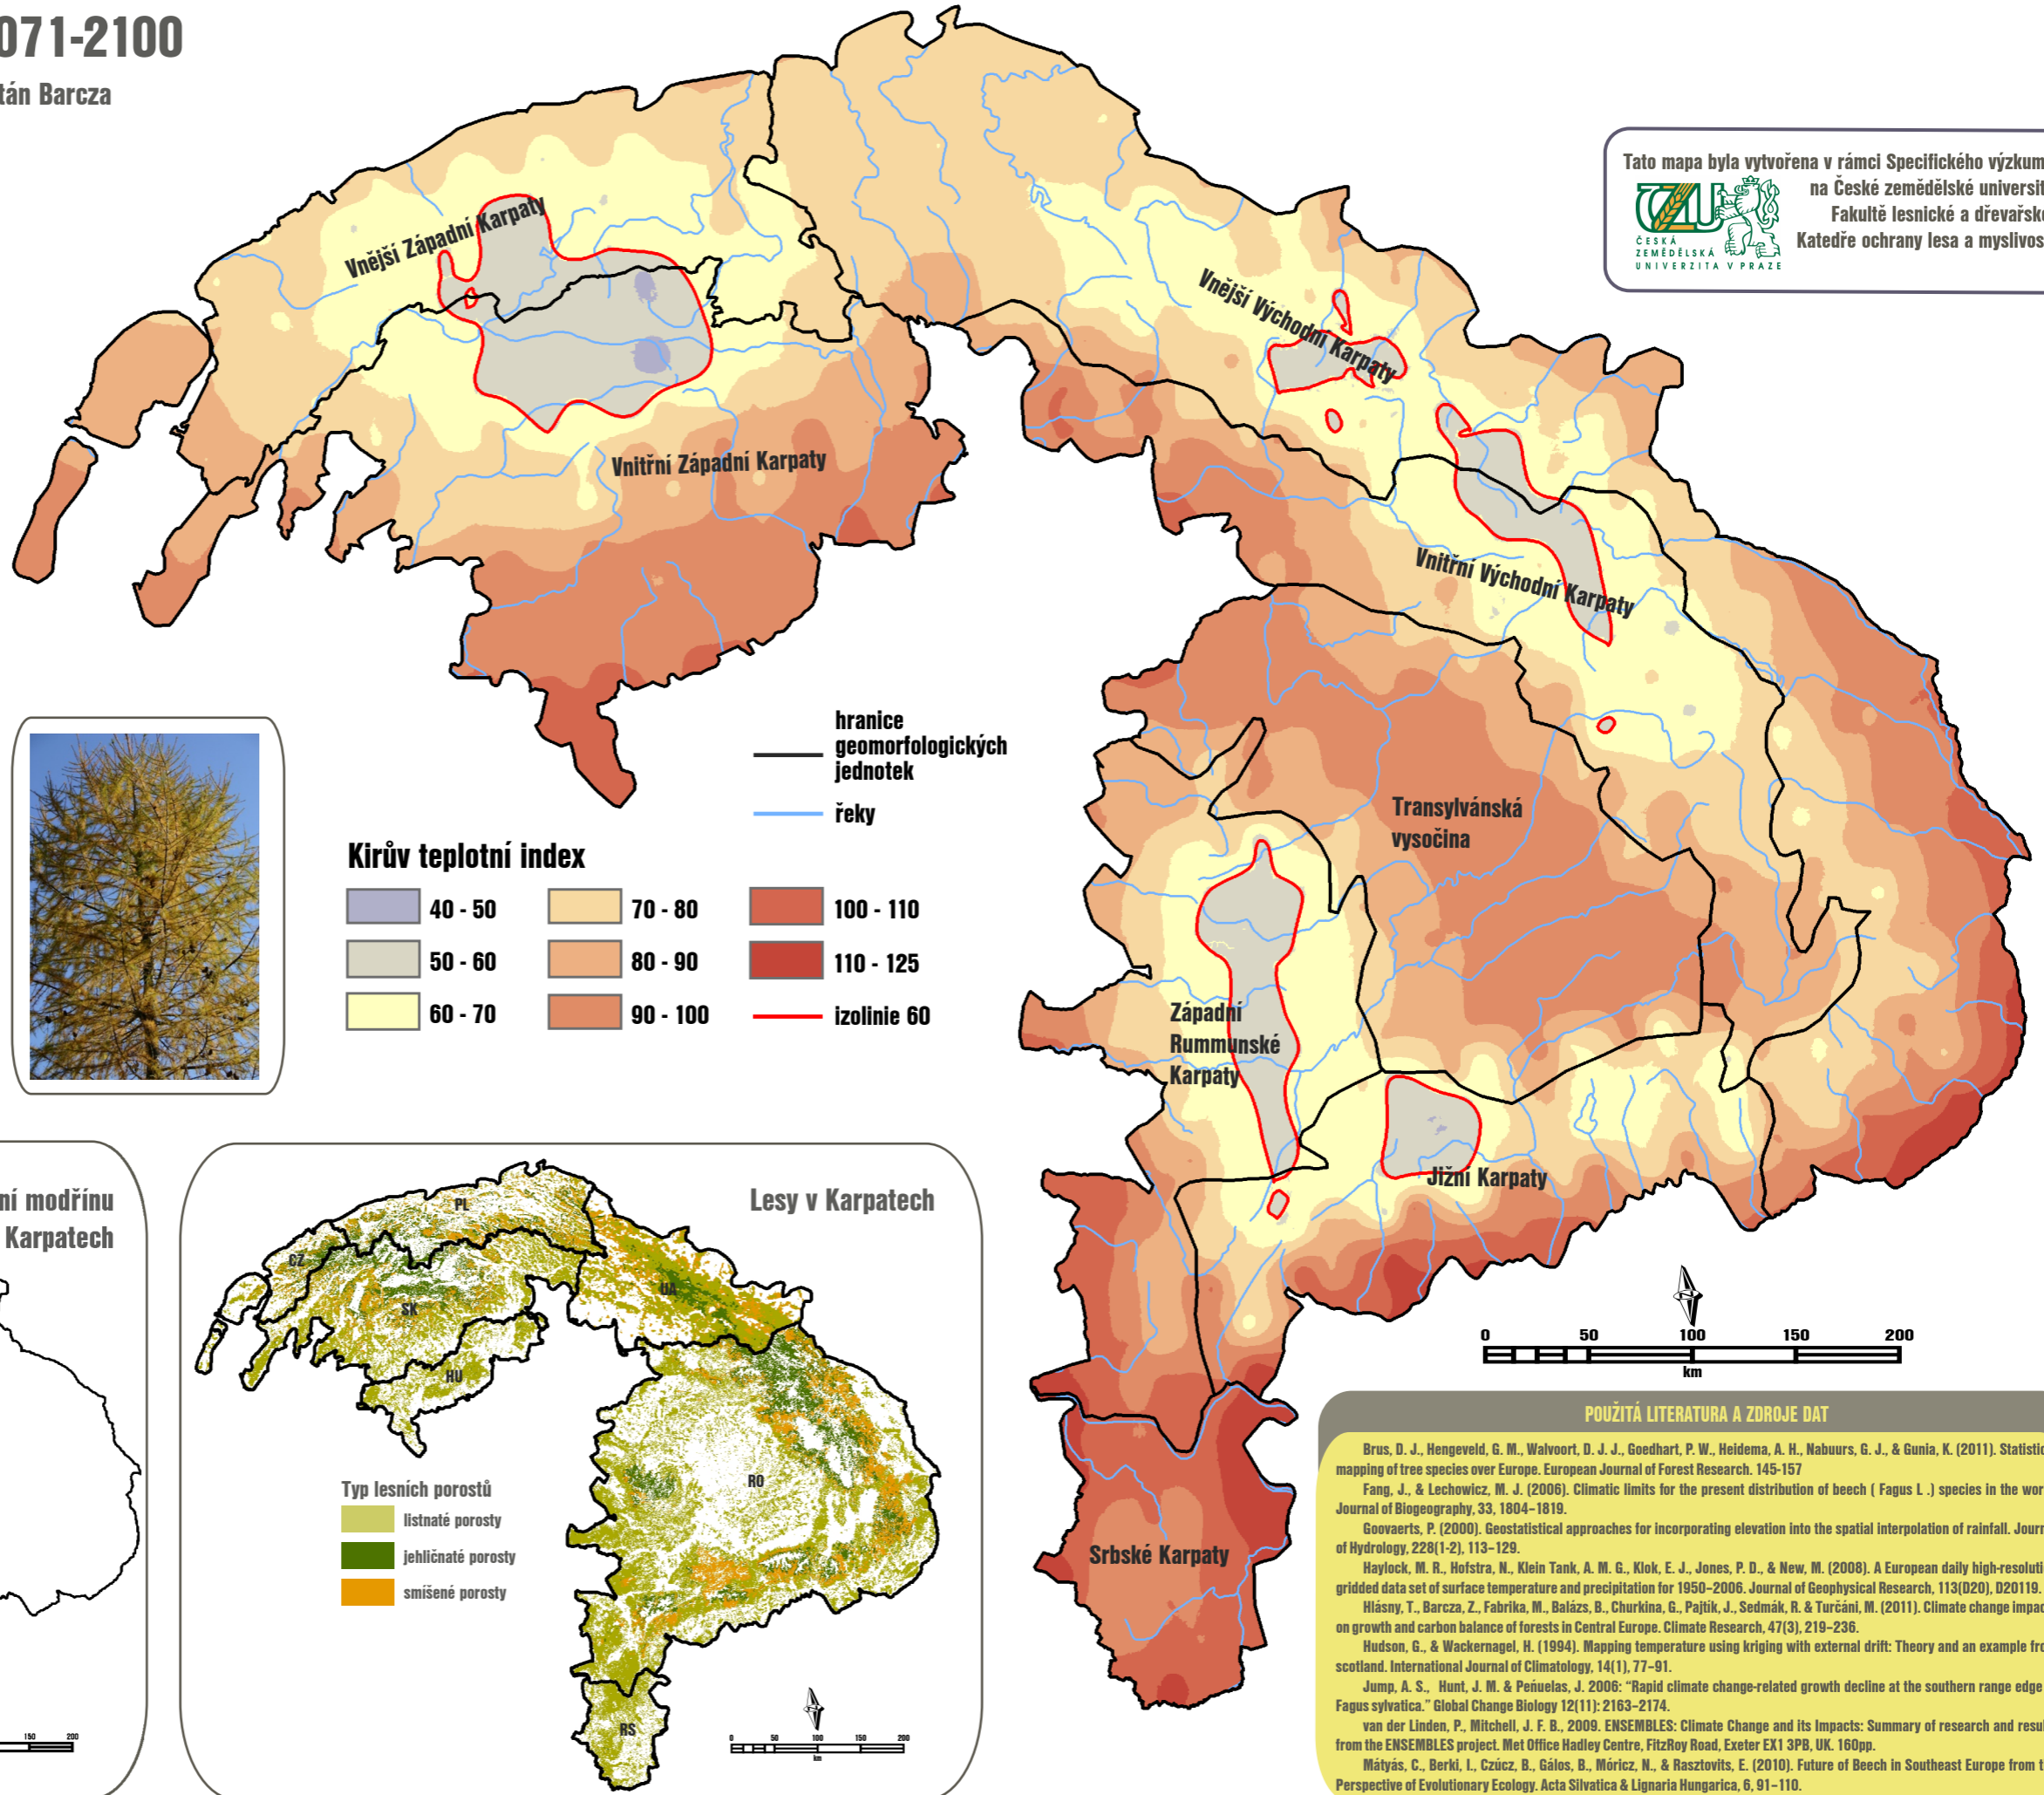 071-2100
tán Barcza
Tato mapa byla vytvořena v rámci Specifického výzkum
na České zemědělské universit
Fakultě lesnické a dřevařsk
Katedře ochrany lesa a myslivos
ČZU
ČESKÁ
ZEMĚDĚLSKÁ
UNIVERZITA V PRAZE
Vnější Západní Karpaty
Vnější Východní Karpaty
Vnitřní Západní Karpaty
Vnitřní Východní Karpaty
Transylvánská
vysočina
Západní
Rummunské
Karpaty
Jižní Karpaty
Srbské Karpaty
hranice
geomorfologických
jednotek
řeky
Kirův teplotní index
40 - 50
70 - 80
100 - 110
50 - 60
80 - 90
110 - 125
60 - 70
90 - 100
izolinie 60
ní modřínu
Karpatech
150 200
Lesy v Karpatech
PL
CZ
SK
UA
HU
RO
RS
Typ lesních porostů
listnaté porosty
jehličnaté porosty
smíšené porosty
0 50 100 150 200
km
0 50 100 150 200
km
POUŽITÁ LITERATURA A ZDROJE DAT
Brus, D. J., Hengeveld, G. M., Walvoort, D. J. J., Goedhart, P. W., Heidema, A. H., Nabuurs, G. J., & Gunia, K. (2011). Statistic
mapping of tree species over Europe. European Journal of Forest Research. 145-157
Fang, J., & Lechowicz, M. J. (2006). Climatic limits for the present distribution of beech ( Fagus L .) species in the wor
Journal of Biogeography, 33, 1804–1819.
Goovaerts, P. (2000). Geostatistical approaches for incorporating elevation into the spatial interpolation of rainfall. Journ
of Hydrology, 228(1-2), 113–129.
Haylock, M. R., Hofstra, N., Klein Tank, A. M. G., Klok, E. J., Jones, P. D., & New, M. (2008). A European daily high-resoluti
gridded data set of surface temperature and precipitation for 1950–2006. Journal of Geophysical Research, 113(D20), D20119.
Hlásny, T., Barcza, Z., Fabrika, M., Balázs, B., Churkina, G., Pajtík, J., Sedmák, R. & Turčáni, M. (2011). Climate change impac
on growth and carbon balance of forests in Central Europe. Climate Research, 47(3), 219–236.
Hudson, G., & Wackernagel, H. (1994). Mapping temperature using kriging with external drift: Theory and an example fro
scotland. International Journal of Climatology, 14(1), 77–91.
Jump, A. S., Hunt, J. M. & Peńuelas, J. 2006: “Rapid climate change-related growth decline at the southern range edge
Fagus sylvatica.” Global Change Biology 12(11): 2163–2174.
van der Linden, P., Mitchell, J. F. B., 2009. ENSEMBLES: Climate Change and its Impacts: Summary of research and resul
from the ENSEMBLES project. Met Office Hadley Centre, FitzRoy Road, Exeter EX1 3PB, UK. 160pp.
Mátyás, C., Berki, I., Czúcz, B., Gálos, B., Móricz, N., & Rasztovits, E. (2010). Future of Beech in Southeast Europe from t
Perspective of Evolutionary Ecology. Acta Silvatica & Lignaria Hungarica, 6, 91–110.